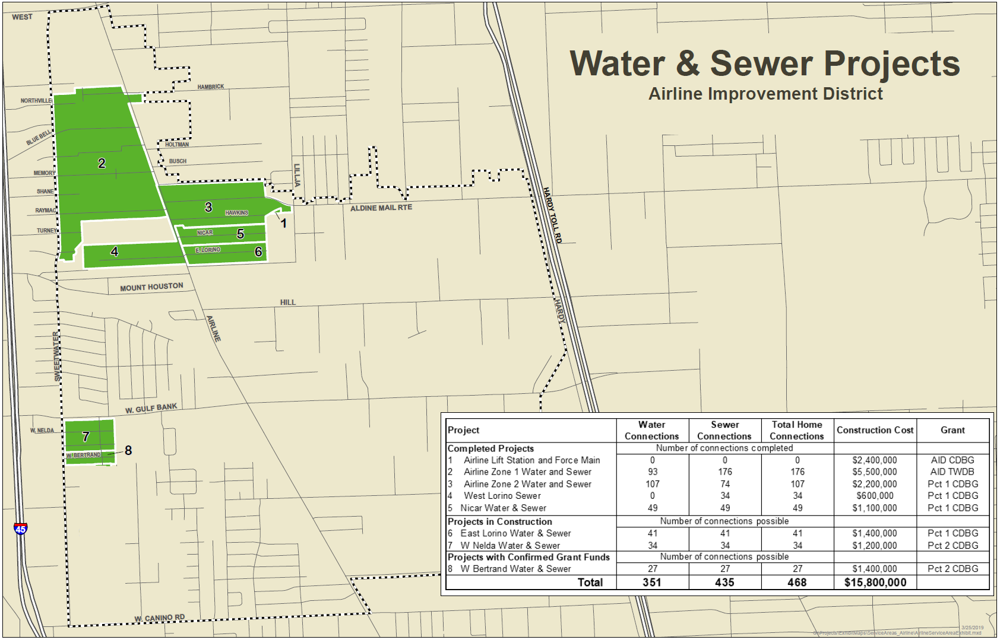 Water & Sewer Projects
Airline Improvement District
WEST
HAMBRICK
NORTHVILLE
BLUE BELL
HOLTMAN
BUSCH
2
MEMORY
LILLJA
SHANE
3
RAYMAC
HAWKINS
ALDINE MAIL RTE
HARDY TOLL RD
1
TURNEY
NICAR
5
4
E. LORINO
6
MOUNT HOUSTON
HILL
HARDY
AIRLINE
SWEETWATER
W. GULF BANK
W. NELDA
7
W. BERTRAND
8
45
W. CANINO RD
Project Water Connections Sewer Connections Total Home Connections Construction Cost Grant
Completed Projects Number of connections completed
1 Airline Lift Station and Force Main 0 0 0 $2,400,000 AID CDBG
2 Airline Zone 1 Water and Sewer 93 176 176 $5,500,000 AID TWDB
3 Airline Zone 2 Water and Sewer 107 74 107 $2,200,000 Pct 1 CDBG
4 West Lorino Sewer 0 34 34 $600,000 Pct 1 CDBG
5 Nicar Water & Sewer 49 49 49 $1,100,000 Pct 1 CDBG
Projects in Construction Number of connections possible
6 East Lorino Water & Sewer 41 41 41 $1,400,000 Pct 1 CDBG
7 W Nelda Water & Sewer 34 34 34 $1,200,000 Pct 2 CDBG
Projects with Confirmed Grant Funds Number of connections possible
8 W Bertrand Water & Sewer 27 27 27 $1,400,000 Pct 2 CDBG
Total 351 435 468 $15,800,000
3/25/2019
G:\Projects\ExhibitMaps\ServiceAreas_Airline\AirlineServiceAreaExhibit.mxd